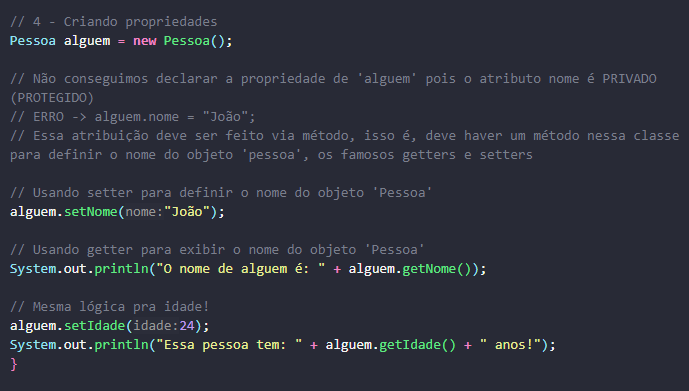 // 4 - Criando propriedades
Pessoa alguem = new Pessoa();
// Não conseguimos declarar a propriedade de 'alguem' pois o atributo nome é PRIVADO
(PROTEGIDO)
// ERRO -> alguem.nome = "João";
// Essa atribuição deve ser feito via método, isso é, deve haver um método nessa classe
para definir o nome do objeto 'pessoa', os famosos getters e setters
// Usando setter para definir o nome do objeto 'Pessoa'
alguem.setNome(nome:"João");
// Usando getter para exibir o nome do objeto 'Pessoa'
System.out.println("O nome de alguem é: " + alguem.getNome());
// Mesma lógica pra idade!
alguem.setIdade(idade:24);
System.out.println("Essa pessoa tem: " + alguem.getIdade() + " anos!");
}